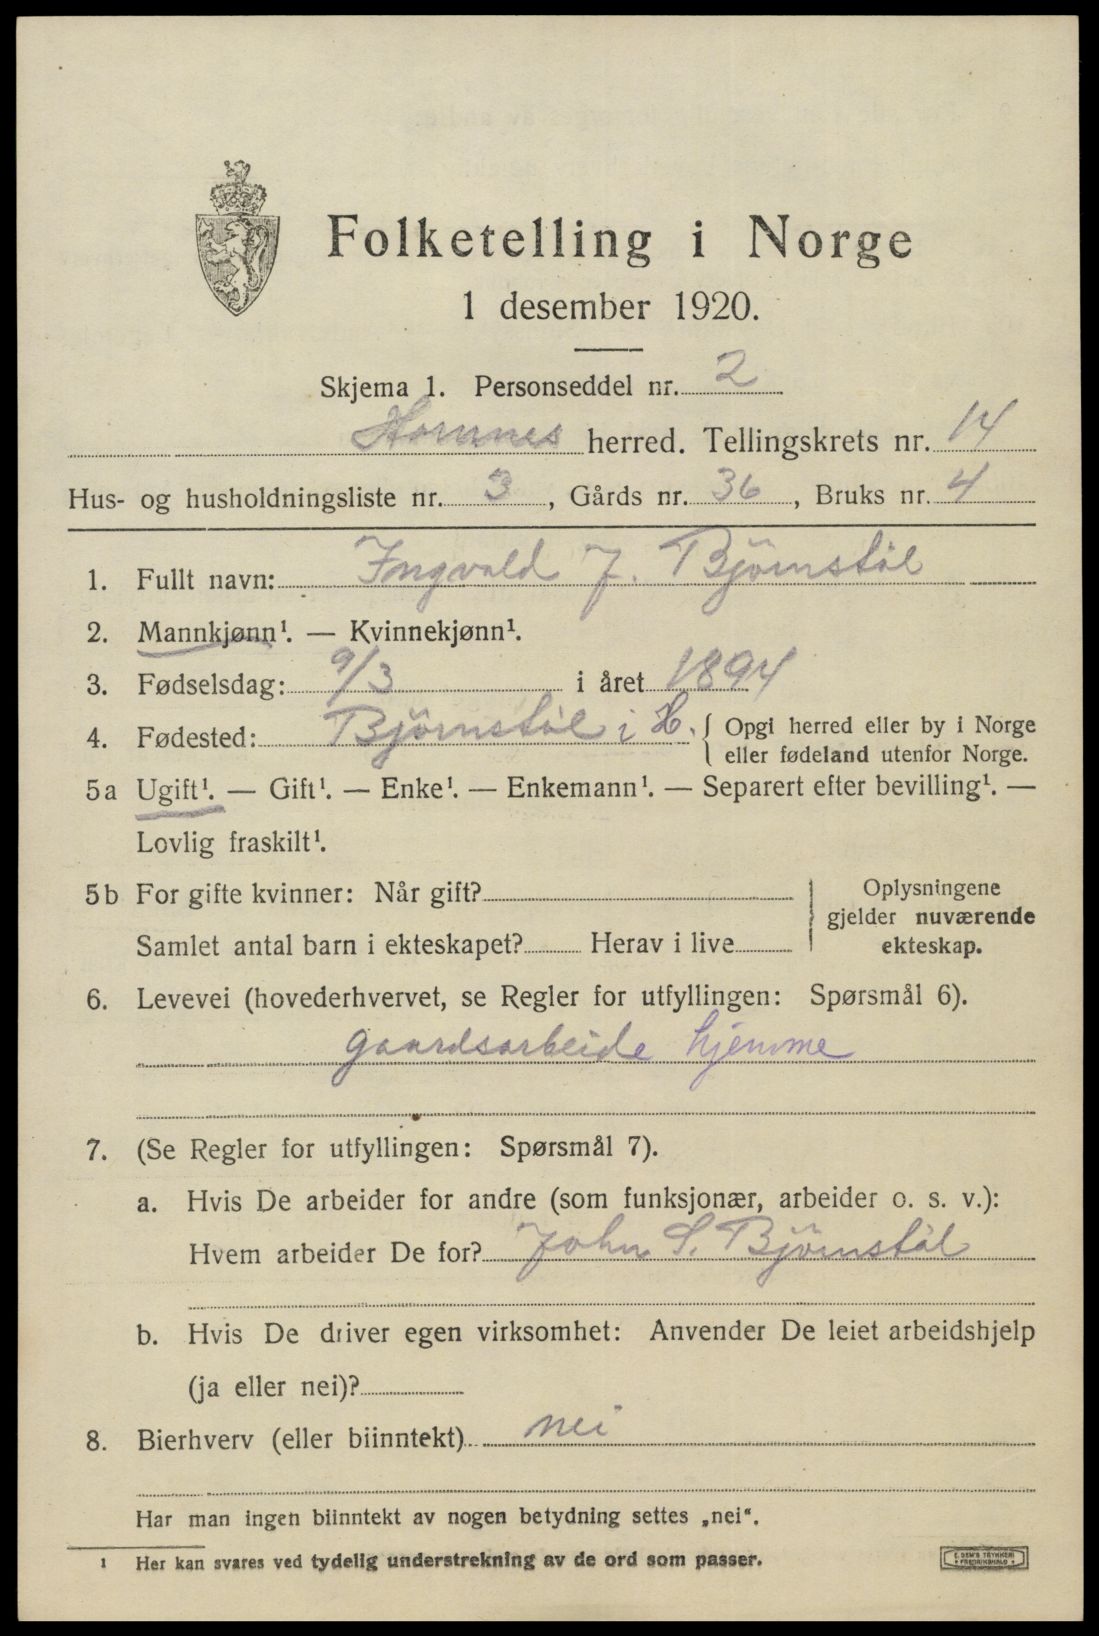 Folketelling i Norge
1 desember 1920.
Skjema 1. Personseddel nr. 2
Hornnes herred. Tellingskrets nr. 14
Hus- og husholdningsliste nr. 3, Gårds nr. 36, Bruks nr. 4
1. Fullt navn: Ingvald J. Björnstöl
2. Mannkjønn¹. — Kvinnekjønn¹.
3. Fødselsdag: 9/3 i året 1894
4. Fødested: Björnstöl i H. { Opgi herred eller by i Norge
eller fødeland utenfor Norge.
5a Ugift¹. — Gift¹. — Enke¹. — Enkemann¹. — Separert efter bevilling¹. —
Lovlig fraskilt¹.
5b For gifte kvinner: Når gift?
Samlet antal barn i ekteskapet? Herav i live
} Oplysningene
gjelder nuværende
ekteskap.
6. Levevei (hovederhvervet, se Regler for utfyllingen: Spørsmål 6).
gaardsarbeide hjemme
7. (Se Regler for utfyllingen: Spørsmål 7).
a. Hvis De arbeider for andre (som funksjonær, arbeider o. s. v.):
Hvem arbeider De for? John S. Björnstöl
b. Hvis De driver egen virksomhet: Anvender De leiet arbeidshjelp
(ja eller nei)?
8. Bierhverv (eller biinntekt) nei
Har man ingen biinntekt av nogen betydning settes „nei“.
¹ Her kan svares ved tydelig understrekning av de ord som passer.
E. SEM'S TRYKKERI
FREDRIKSHALD